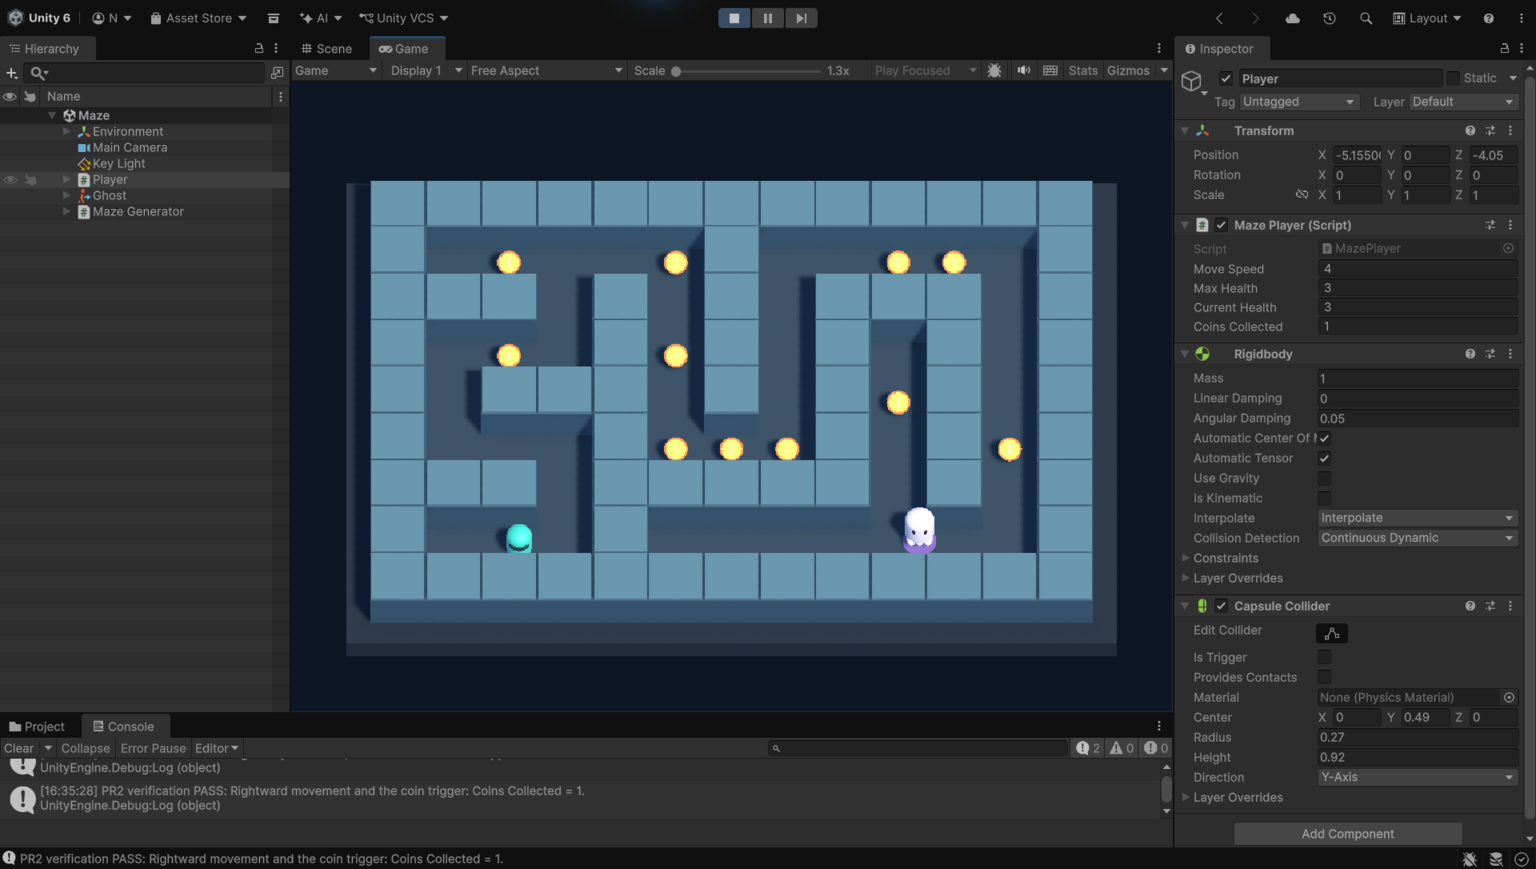 Unity 6 N Asset Store AI Unity VCS Layout
Hierarchy Scene Game Inspector
Game Display 1 Free Aspect Scale 1.3x Play Focused Stats Gizmos
Player Static
Name
Tag Untagged Layer Default
Maze
Environment
Main Camera
Key Light
Player
Ghost
Maze Generator
Transform
Position X -5.1550 Y 0 Z -4.05
Rotation X 0 Y 0 Z 0
Scale X 1 Y 1 Z 1
Maze Player (Script)
Script MazePlayer
Move Speed 4
Max Health 3
Current Health 3
Coins Collected 1
Rigidbody
Mass 1
Linear Damping 0
Angular Damping 0.05
Automatic Center Of
Automatic Tensor
Use Gravity
Is Kinematic
Interpolate Interpolate
Collision Detection Continuous Dynamic
Constraints
Layer Overrides
Capsule Collider
Edit Collider
Is Trigger
Provides Contacts
Material None (Physics Material)
Center X 0 Y 0.49 Z 0
Radius 0.27
Height 0.92
Direction Y-Axis
Layer Overrides
Add Component
Project Console
Clear Collapse Error Pause Editor 2 0 0
UnityEngine.Debug:Log (object)
[16:35:28] PR2 verification PASS: Rightward movement and the coin trigger: Coins Collected = 1.
UnityEngine.Debug:Log (object)
PR2 verification PASS: Rightward movement and the coin trigger: Coins Collected = 1.